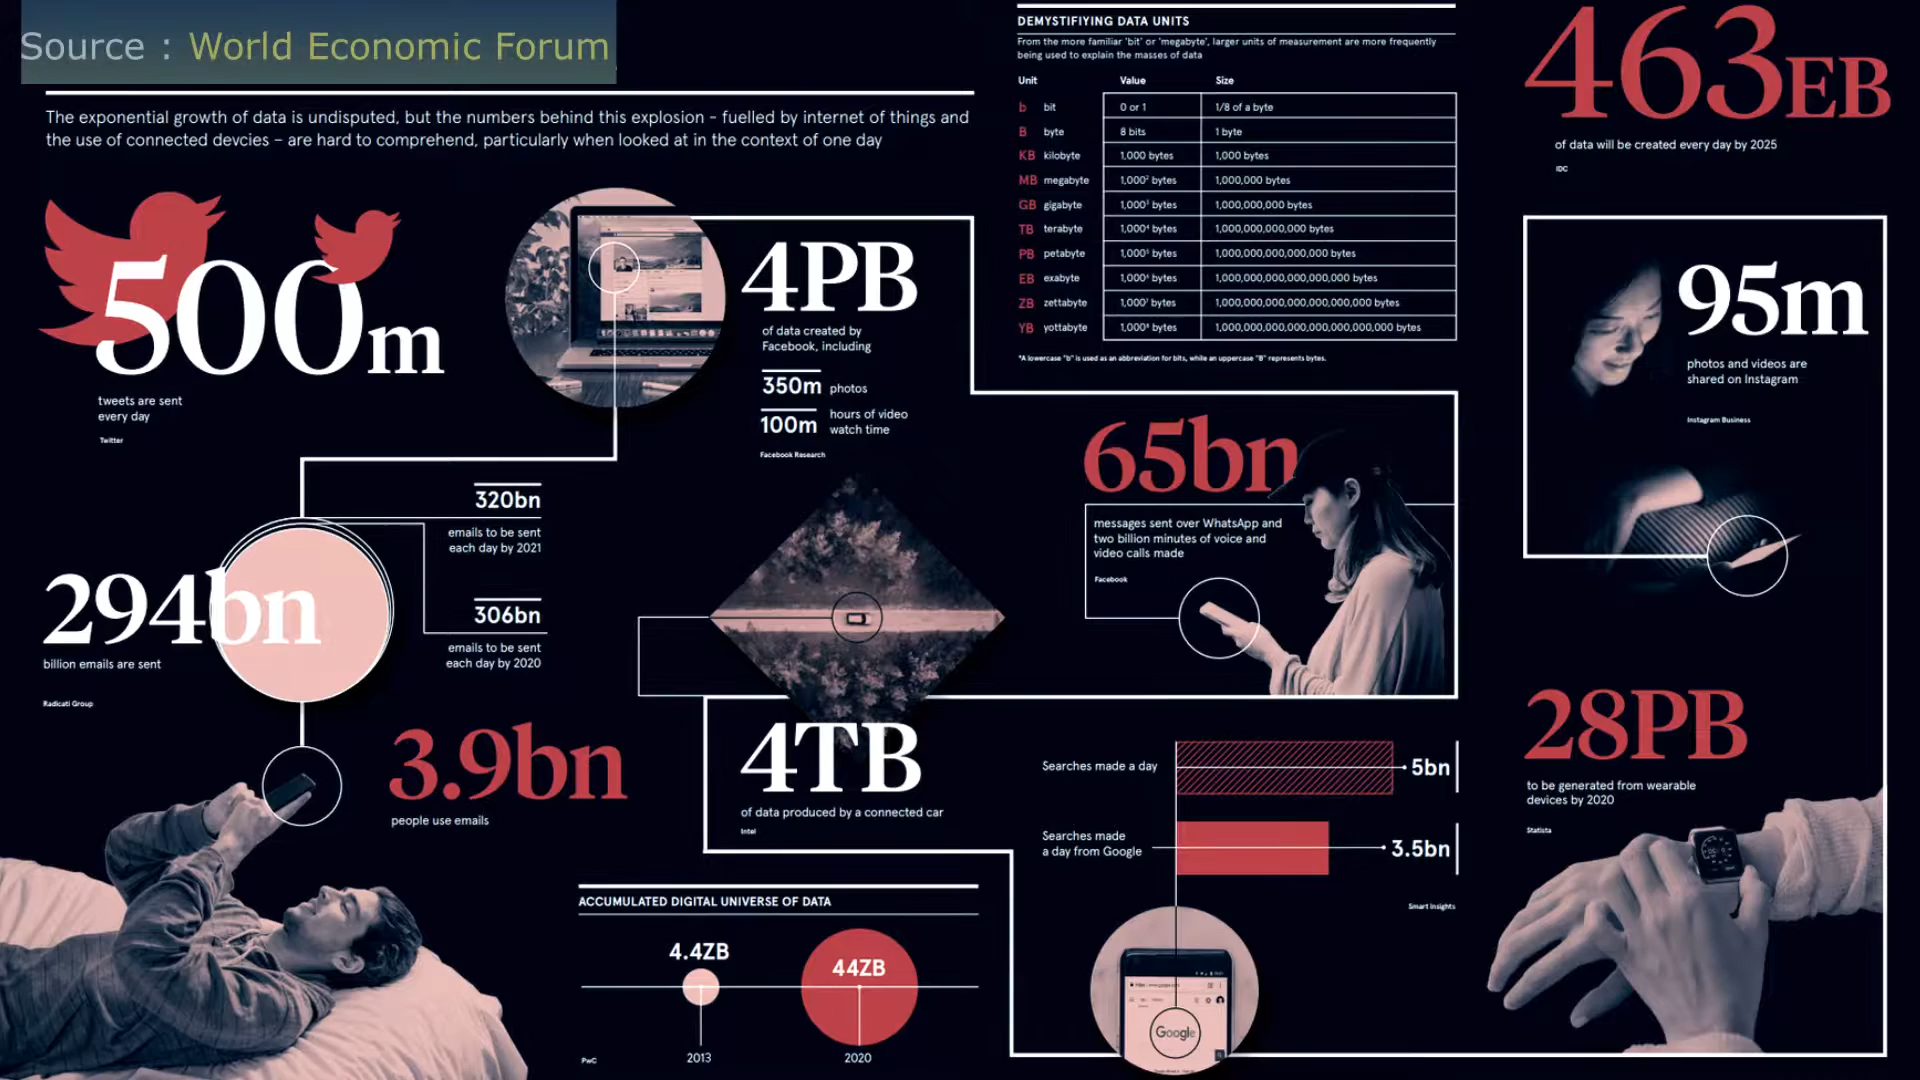 Source : World Economic Forum
The exponential growth of data is undisputed, but the numbers behind this explosion - fuelled by internet of things and
the use of connected devcies – are hard to comprehend, particularly when looked at in the context of one day
500m
tweets are sent
every day
Twitter
4PB
of data created by
Facebook, including
350m photos
100m hours of video
watch time
Facebook Research
DEMYSTIFIYING DATA UNITS
From the more familiar 'bit' or 'megabyte', larger units of measurement are more frequently
being used to explain the masses of data
Unit Value Size
b bit 0 or 1 1/8 of a byte
B byte 8 bits 1 byte
KB kilobyte 1,000 bytes 1,000 bytes
MB megabyte 1,000² bytes 1,000,000 bytes
GB gigabyte 1,000³ bytes 1,000,000,000 bytes
TB terabyte 1,000⁴ bytes 1,000,000,000,000 bytes
PB petabyte 1,000⁵ bytes 1,000,000,000,000,000 bytes
EB exabyte 1,000⁶ bytes 1,000,000,000,000,000,000 bytes
ZB zettabyte 1,000⁷ bytes 1,000,000,000,000,000,000,000 bytes
YB yottabyte 1,000⁸ bytes 1,000,000,000,000,000,000,000,000 bytes
*A lowercase "b" is used as an abbreviation for bits, while an uppercase "B" represents bytes.
463EB
of data will be created every day by 2025
IDC
95m
photos and videos are
shared on Instagram
Instagram Business
65bn
messages sent over WhatsApp and
two billion minutes of voice and
video calls made
Facebook
320bn
emails to be sent
each day by 2021
294bn
billion emails are sent
Radicati Group
306bn
emails to be sent
each day by 2020
3.9bn
people use emails
4TB
of data produced by a connected car
Intel
Searches made a day 5bn
Searches made
a day from Google 3.5bn
Smart Insights
28PB
to be generated from wearable
devices by 2020
Statista
ACCUMULATED DIGITAL UNIVERSE OF DATA
4.4ZB
44ZB
PwC
2013
2020
Google